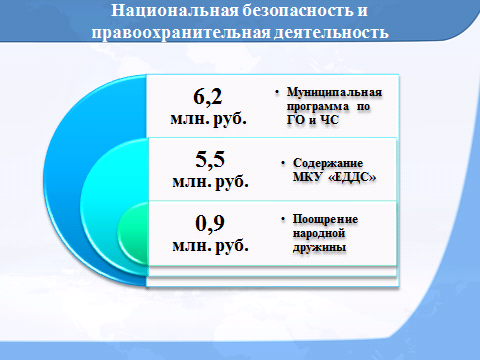 Национальная безопасность и
правоохранительная деятельность
6,2
млн. руб.
• Муниципальная
программа по
ГО и ЧС
5,5
млн. руб.
• Содержание
МКУ «ЕДДС»
0,9
млн. руб.
• Поощрение
народной
дружины